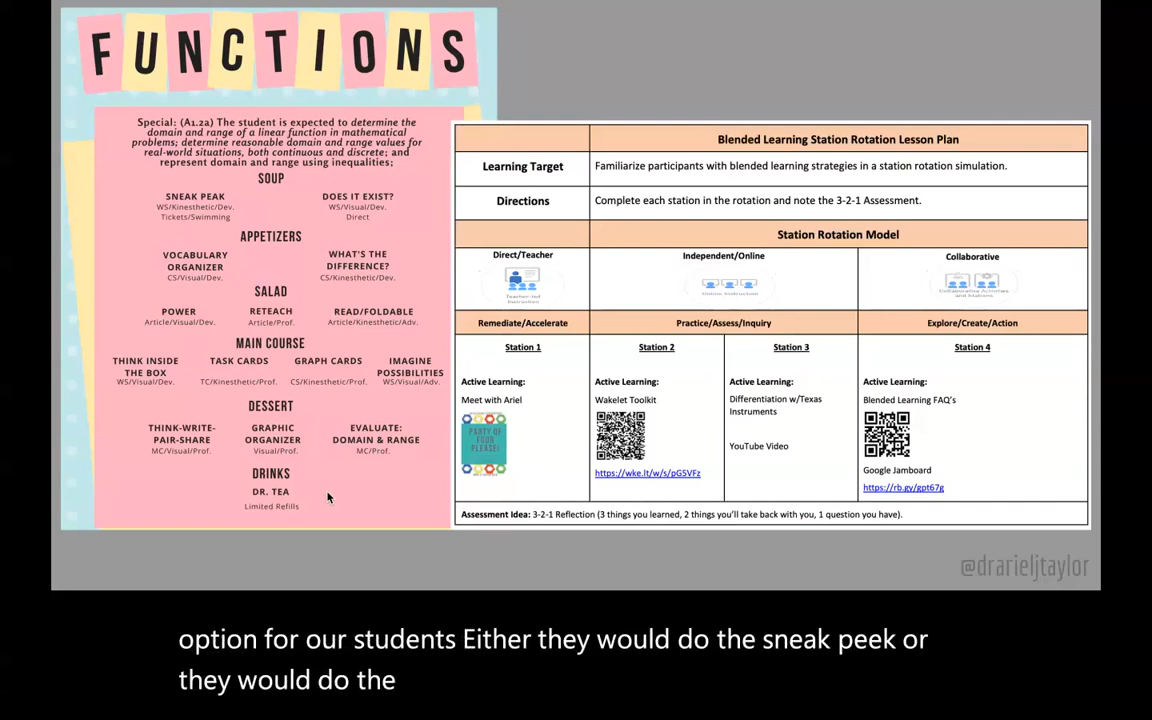 FUNCTIONS
Special: (A1.2a) The student is expected to determine the
domain and range of a linear function in mathematical
problems; determine reasonable domain and range values for
real-world situations, both continuous and discrete; and
represent domain and range using inequalities;
SOUP
SNEAK PEAK
WS/Kinesthetic/Dev.
Tickets/Swimming
DOES IT EXIST?
WS/Visual/Dev.
Direct
APPETIZERS
VOCABULARY
ORGANIZER
CS/Visual/Dev.
WHAT'S THE
DIFFERENCE?
CS/Kinesthetic/Dev.
SALAD
POWER
Article/Visual/Dev.
RETEACH
Article/Prof.
READ/FOLDABLE
Article/Kinesthetic/Adv.
MAIN COURSE
THINK INSIDE
THE BOX
WS/Visual/Dev.
TASK CARDS
TC/Kinesthetic/Prof.
GRAPH CARDS
CS/Kinesthetic/Prof.
IMAGINE
POSSIBILITIES
WS/Visual/Adv.
DESSERT
THINK-WRITE-
PAIR-SHARE
MC/Visual/Prof.
GRAPHIC
ORGANIZER
Visual/Prof.
EVALUATE:
DOMAIN & RANGE
MC/Prof.
DRINKS
DR. TEA
Limited Refills
Blended Learning Station Rotation Lesson Plan
Learning Target
Familiarize participants with blended learning strategies in a station rotation simulation.
Directions
Complete each station in the rotation and note the 3-2-1 Assessment.
Station Rotation Model
Direct/Teacher
Teacher-led
Instruction
Independent/Online
Online Instruction
Collaborative
Collaborative Activities
and Stations
Remediate/Accelerate
Practice/Assess/Inquiry
Explore/Create/Action
Station 1
Active Learning:
Meet with Ariel
PARTY OF
FOUR
PLEASE!
Station 2
Active Learning:
Wakelet Toolkit
https://wke.lt/w/s/pG5VFz
Station 3
Active Learning:
Differentiation w/Texas
Instruments
YouTube Video
Station 4
Active Learning:
Blended Learning FAQ's
Google Jamboard
https://rb.gy/gpt67g
Assessment Idea: 3-2-1 Reflection (3 things you learned, 2 things you'll take back with you, 1 question you have).
@drarieljtaylor
option for our students Either they would do the sneak peek or
they would do the